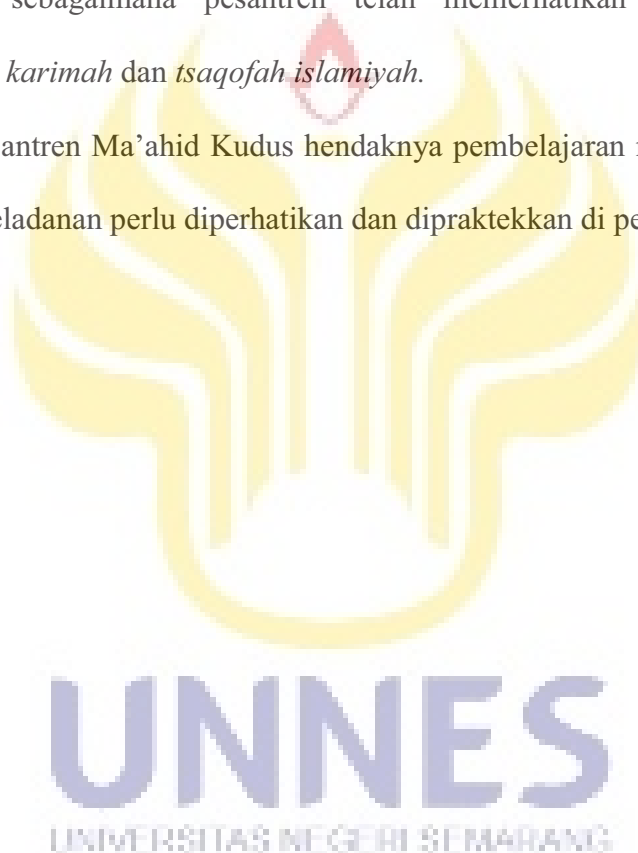 sebagaimana pesantren telah memerhatikan
karimah dan tsaqofah islamiyah.
antren Ma'ahid Kudus hendaknya pembelajaran
eladanan perlu diperhatikan dan dipraktekkan di pe
UNNES
UNIVERSITAS NEGERI SEMARANG